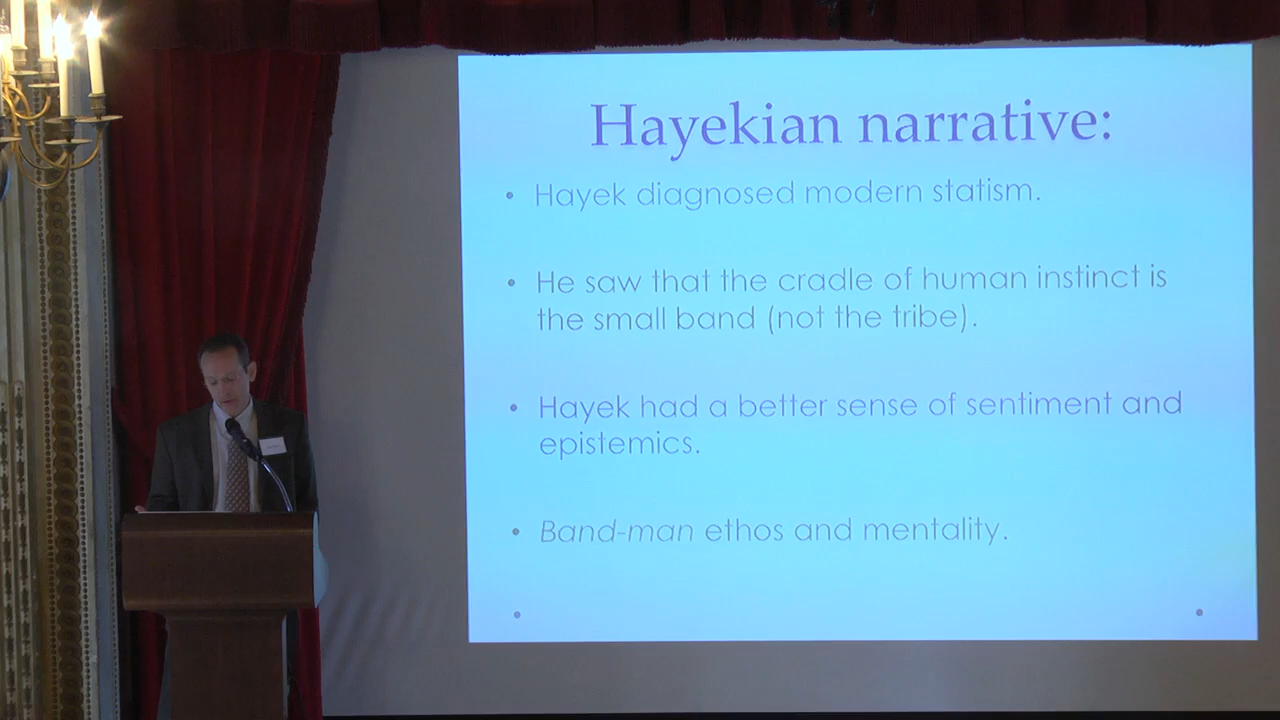 Hayekian narrative:
• Hayek diagnosed modern statism.
• He saw that the cradle of human instinct is
the small band (not the tribe).
• Hayek had a better sense of sentiment and
epistemics.
• Band-man ethos and mentality.